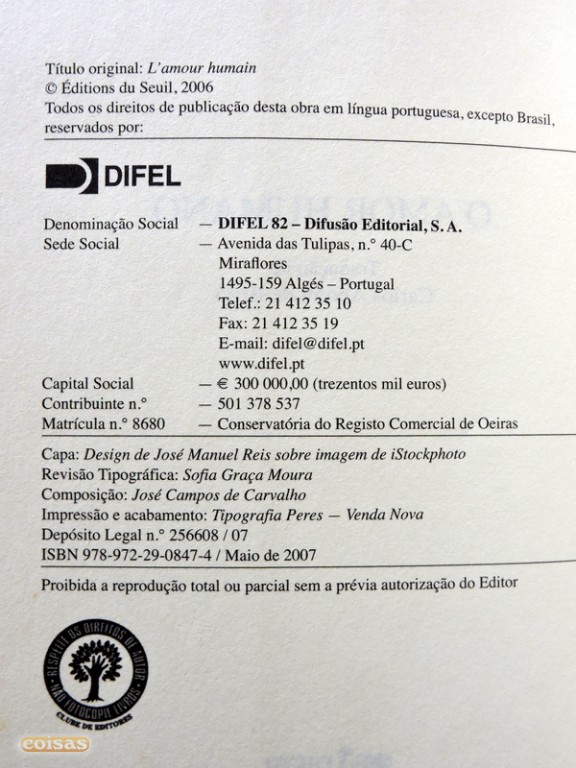 Título original: L'amour humain
© Éditions du Seuil, 2006
Todos os direitos de publicação desta obra em língua portuguesa, excepto Brasil,
reservados por:
DIFEL
Denominação Social — DIFEL 82 – Difusão Editorial, S. A.
Sede Social — Avenida das Tulipas, n.° 40-C
Miraflores
1495-159 Algés – Portugal
Telef.: 21 412 35 10
Fax: 21 412 35 19
E-mail: difel@difel.pt
www.difel.pt
Capital Social — € 300 000,00 (trezentos mil euros)
Contribuinte n.° — 501 378 537
Matrícula n.° 8680 — Conservatória do Registo Comercial de Oeiras
Capa: Design de José Manuel Reis sobre imagem de iStockphoto
Revisão Tipográfica: Sofia Graça Moura
Composição: José Campos de Carvalho
Impressão e acabamento: Tipografia Peres — Venda Nova
Depósito Legal n.° 256608 / 07
ISBN 978-972-29-0847-4 / Maio de 2007
Proibida a reprodução total ou parcial sem a prévia autorização do Editor
RESPEITE OS DIREITOS DE AUTOR
NÃO FOTOCOPIE LIVROS
CLUBE DE EDITORES
coisas